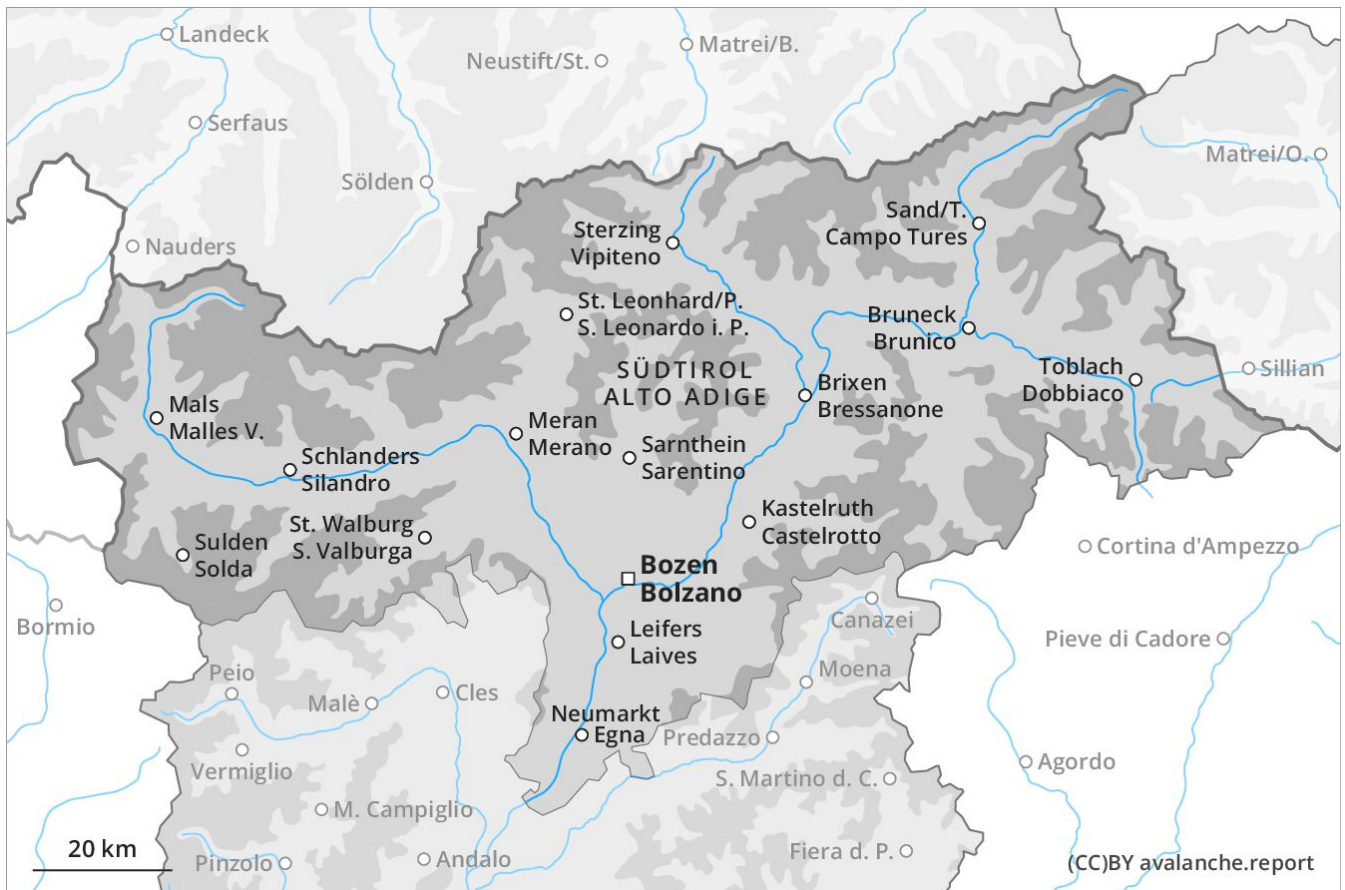 Landeck
Matrei/B.
Neustift/St.
Serfaus
Matrei/O.
Sölden
Sand/T.
Campo Tures
Sterzing
Vipiteno
Nauders
St. Leonhard/P.
S. Leonardo i. P.
Bruneck
Brunico
SÜDTIROL
ALTO ADIGE
Toblach
Dobbiaco
Sillian
Brixen
Bressanone
Mals
Malles V.
Meran
Merano
Sarnthein
Sarentino
Schlanders
Silandro
Kastelruth
Castelrotto
St. Walburg
S. Valburga
Sulden
Solda
Cortina d'Ampezzo
Bozen
Bolzano
Bormio
Canazei
Leifers
Laives
Pieve di Cadore
Peio
Moena
Malè
Cles
Neumarkt
Egna
Predazzo
Vermiglio
Agordo
S. Martino d. C.
M. Campiglio
20 km
Pinzolo
Andalo
Fiera d. P.
(CC)BY avalanche.report